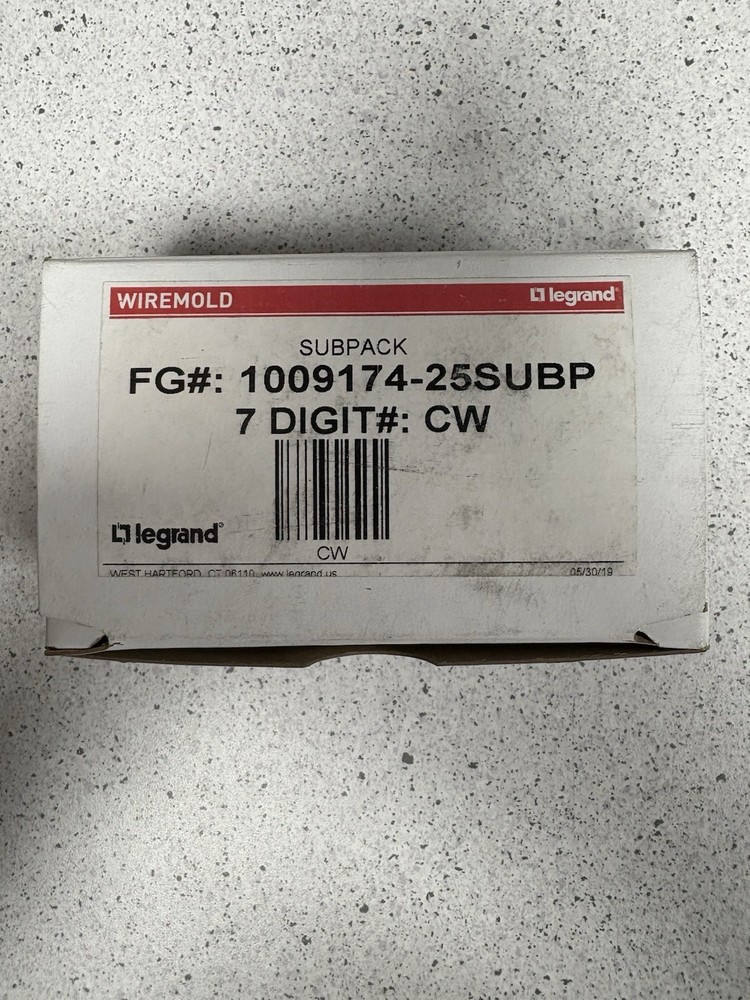 WIREMOLD
legrand
SUBPACK
FG#: 1009174-25SUBP
7 DIGIT#: CW
legrand®
CW
WEST HARTFORD, CT 06110 www.legrand.us
05/30/19